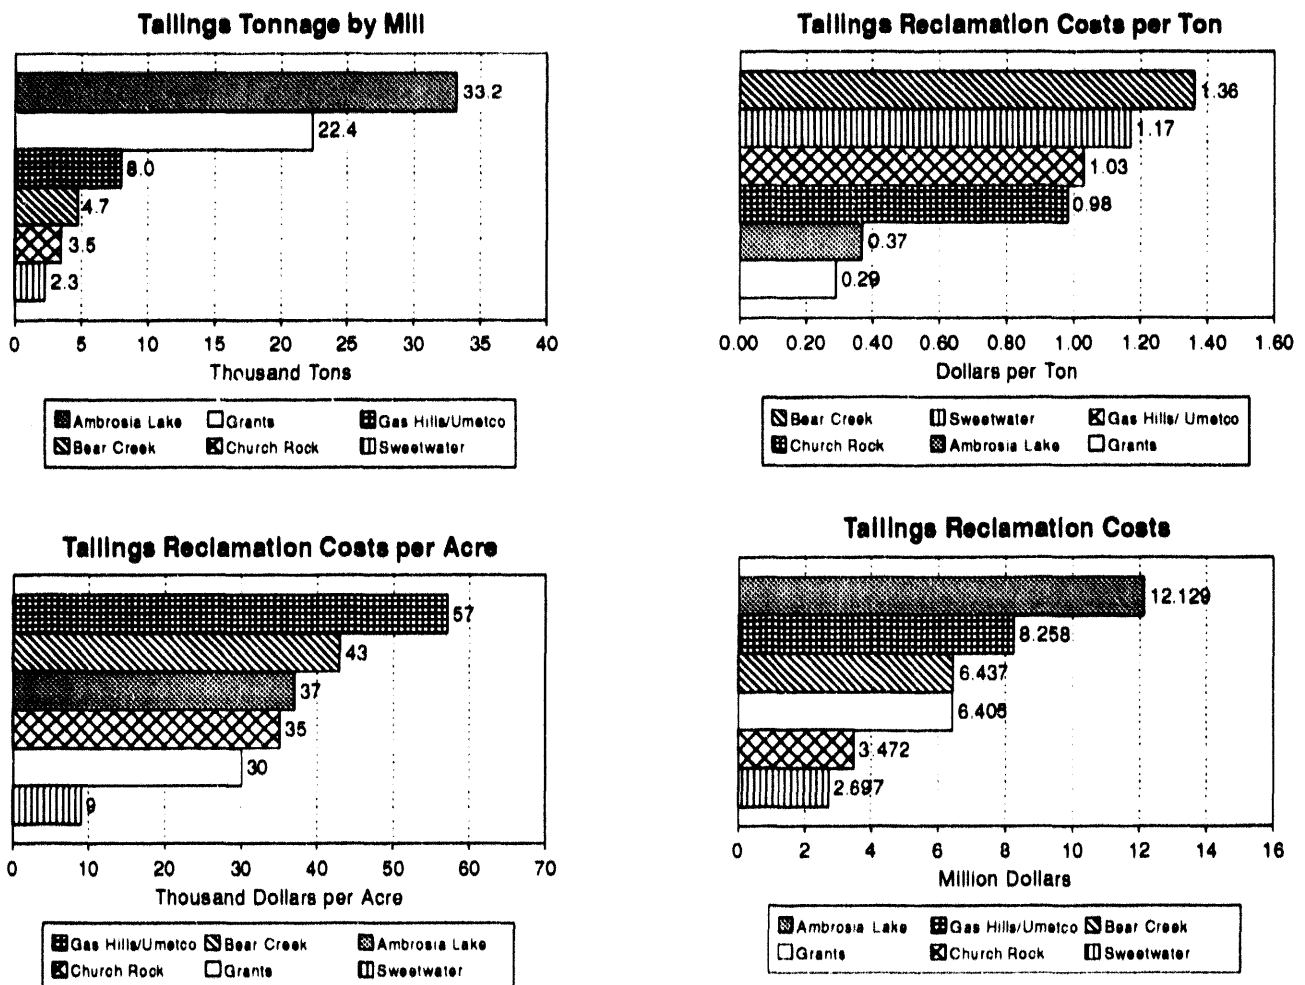 Tailings Tonnage by Mill
33.2
22.4
8.0
4.7
3.5
2.3
0 5 10 15 20 25 30 35 40
Thousand Tons
Ambrosia Lake Grants Gas Hills/Umetco
Bear Creek Church Rock Sweetwater
Tailings Reclamation Costs per Ton
1.36
1.17
1.03
0.98
0.37
0.29
0.00 0.20 0.40 0.60 0.80 1.00 1.20 1.40 1.60
Dollars per Ton
Bear Creek Sweetwater Gas Hills/ Umetco
Church Rock Ambrosia Lake Grants
Tailings Reclamation Costs per Acre
57
43
37
35
30
9
0 10 20 30 40 50 60 70
Thousand Dollars per Acre
Gas Hills/Umetco Bear Creek Ambrosia Lake
Church Rock Grants Sweetwater
Tailings Reclamation Costs
12.129
8.258
6.437
6.405
3.472
2.697
0 2 4 6 8 10 12 14 16
Million Dollars
Ambrosia Lake Gas Hills/Umetco Bear Creek
Grants Church Rock Sweetwater